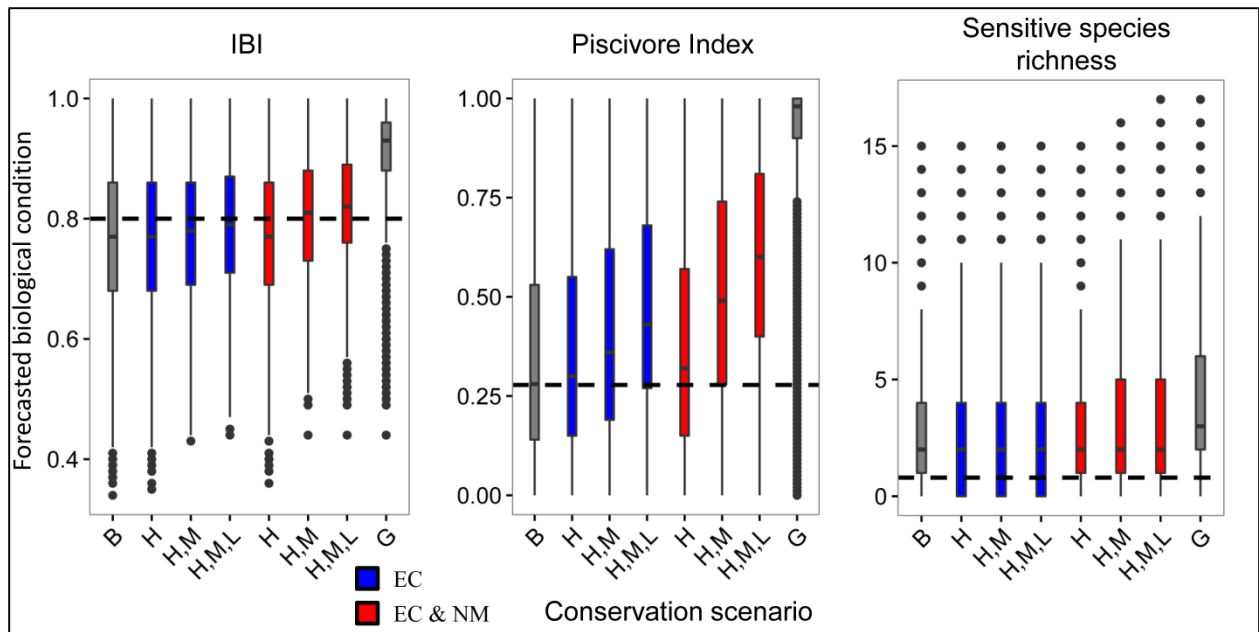 IBI
Piscivore Index
Sensitive species
richness
Forecasted biological condition
1.0
0.8
0.6
0.4
1.00
0.75
0.50
0.25
0.00
15
10
5
0
B H H,M H,M,L H H,M H,M,L G
B H H,M H,M,L H H,M H,M,L G
B H H,M H,M,L H H,M H,M,L G
EC
EC & NM
Conservation scenario